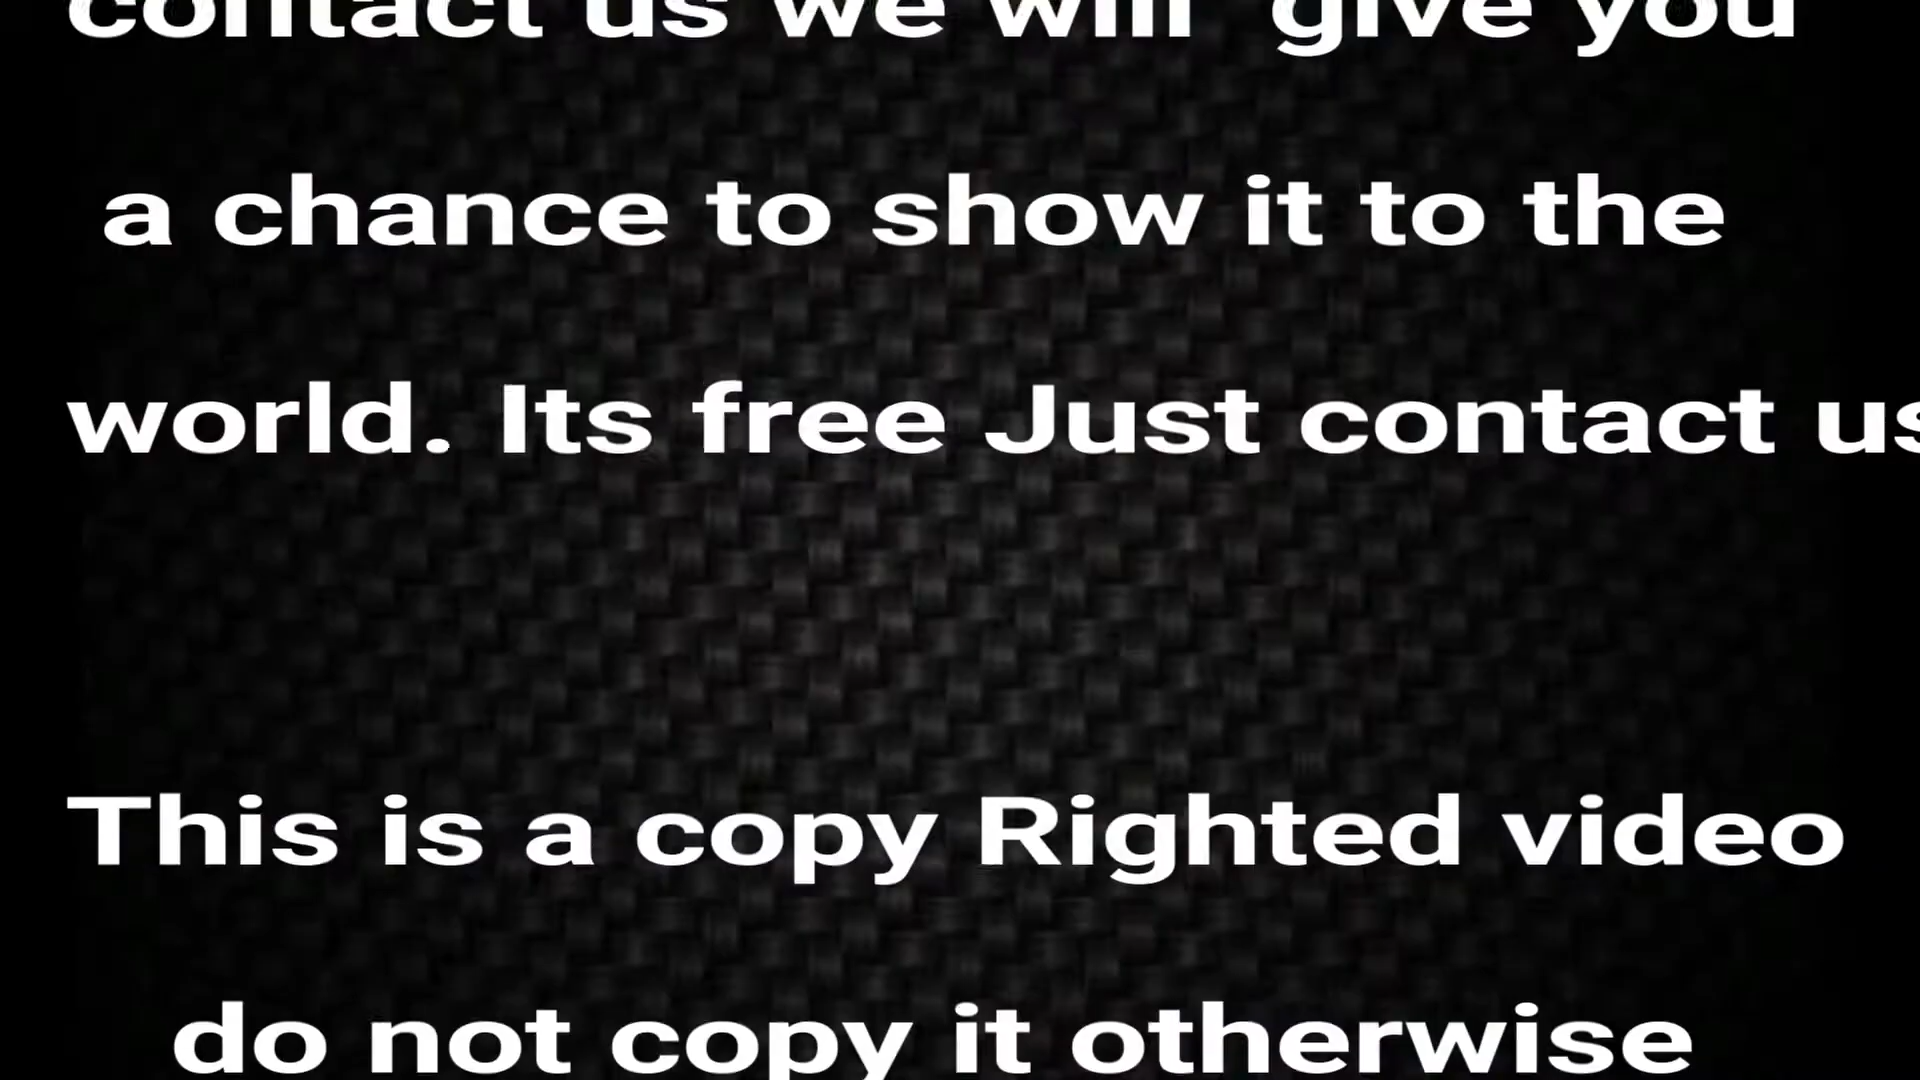 contact us we will give you
a chance to show it to the
world. Its free Just contact us
This is a copy Righted video
do not copy it otherwise